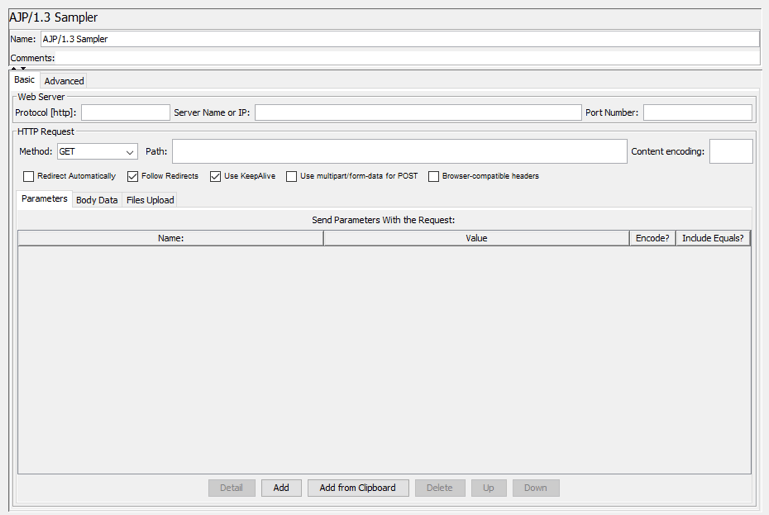 AJP/1.3 Sampler
Name: AJP/1.3 Sampler
Comments:
Basic Advanced
Web Server
Protocol [http]: Server Name or IP: Port Number:
HTTP Request
Method: GET Path: Content encoding:
Redirect Automatically Follow Redirects Use KeepAlive Use multipart/form-data for POST Browser-compatible headers
Parameters Body Data Files Upload
Send Parameters With the Request:
Name: Value Encode? Include Equals?
Detail Add Add from Clipboard Delete Up Down